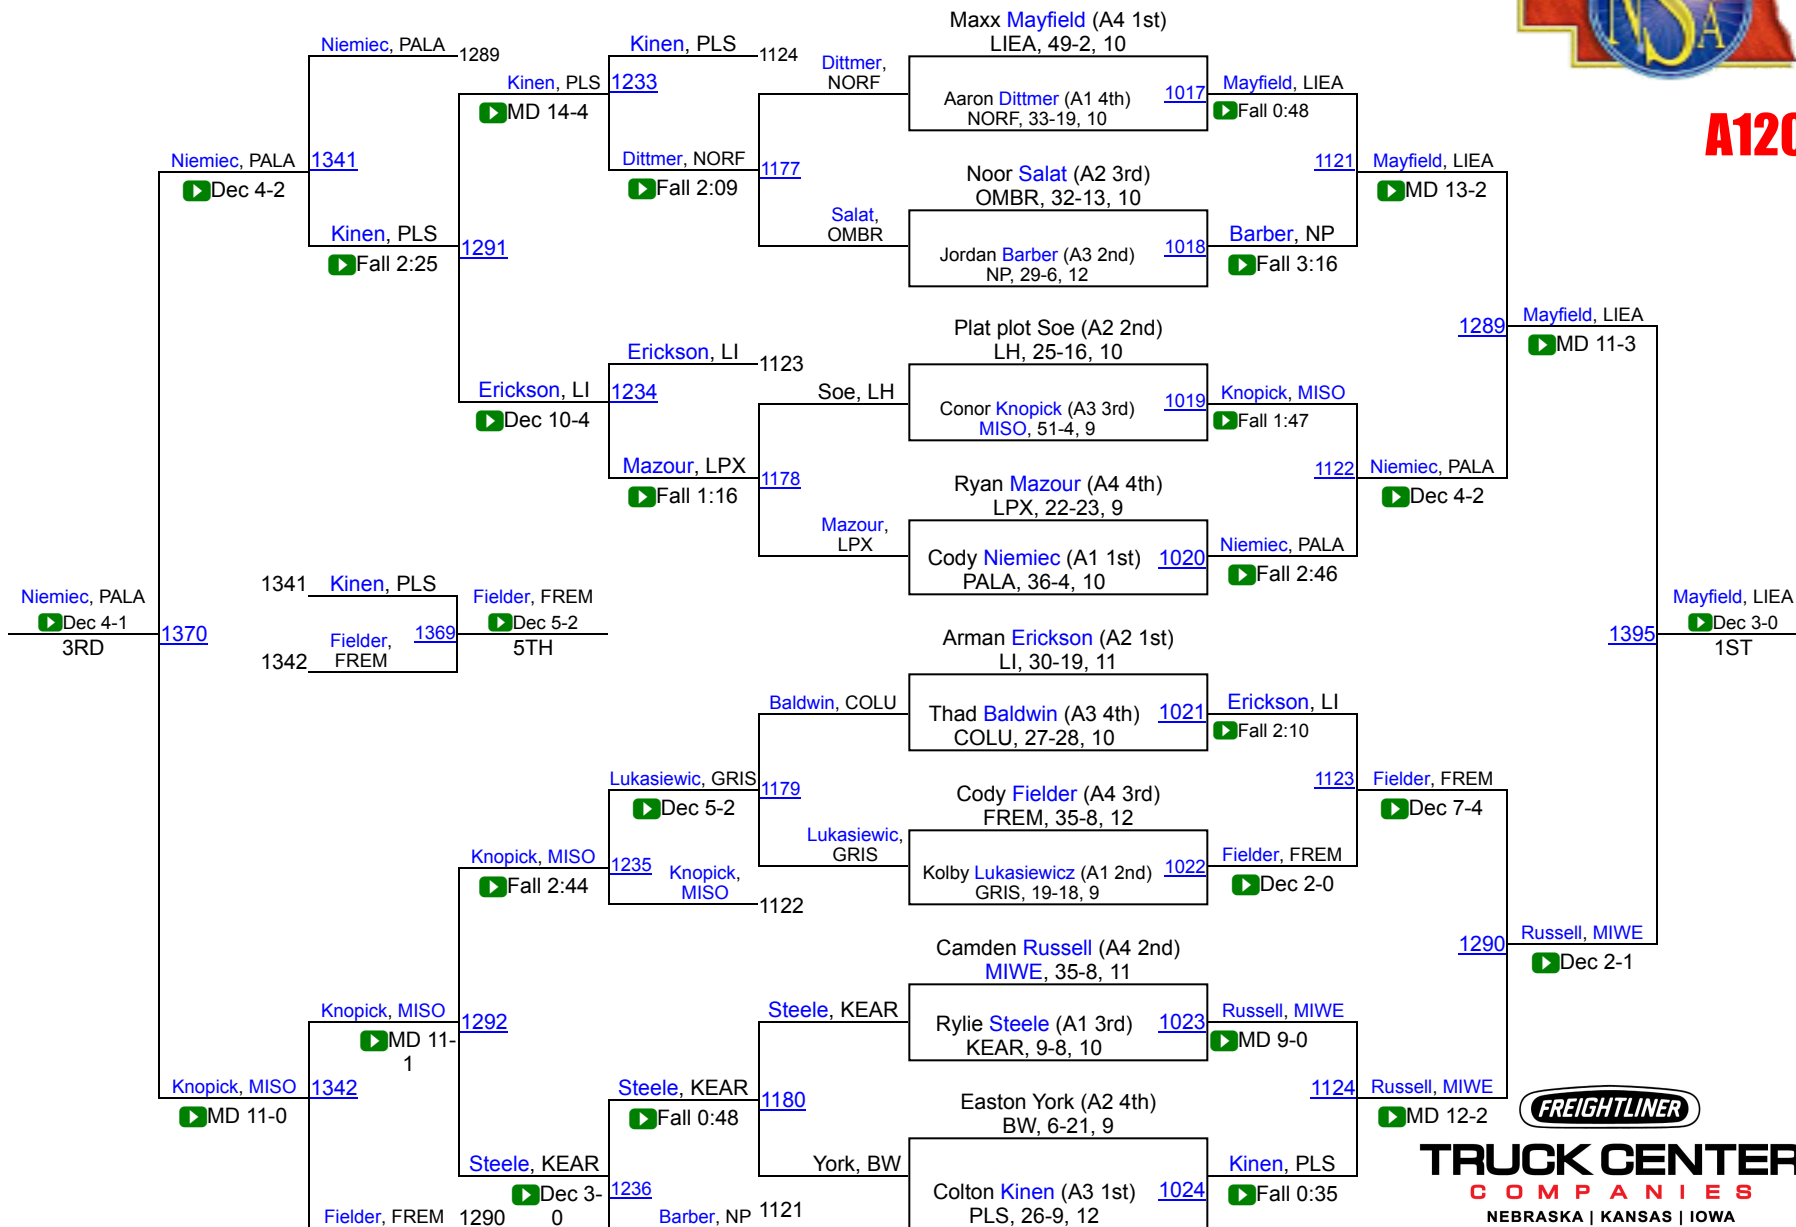 NSA
A120
Niemiec, PALA
1289
Kinen, PLS
MD 14-4
1233
Kinen, PLS
1124
Dittmer, NORF
Fall 2:09
1177
Dittmer,
NORF
Salat,
OMBR
Maxx Mayfield (A4 1st)
LIEA, 49-2, 10
Aaron Dittmer (A1 4th)
NORF, 33-19, 10
1017
Mayfield, LIEA
Fall 0:48
Noor Salat (A2 3rd)
OMBR, 32-13, 10
Jordan Barber (A3 2nd)
NP, 29-6, 12
1018
Barber, NP
Fall 3:16
1121
Mayfield, LIEA
MD 13-2
Niemiec, PALA
Dec 4-2
1341
Kinen, PLS
Fall 2:25
1291
Erickson, LI
Dec 10-4
1234
Erickson, LI
1123
Mazour, LPX
Fall 1:16
1178
Soe, LH
Mazour,
LPX
Plat plot Soe (A2 2nd)
LH, 25-16, 10
Conor Knopick (A3 3rd)
MISO, 51-4, 9
1019
Knopick, MISO
Fall 1:47
Ryan Mazour (A4 4th)
LPX, 22-23, 9
Cody Niemiec (A1 1st)
PALA, 36-4, 10
1020
Niemiec, PALA
Fall 2:46
1122
Niemiec, PALA
Dec 4-2
1289
Mayfield, LIEA
MD 11-3
Niemiec, PALA
Dec 4-1
3RD
1370
1341
Kinen, PLS
1342
Fielder,
FREM
1369
Fielder, FREM
Dec 5-2
5TH
1395
Mayfield, LIEA
Dec 3-0
1ST
Arman Erickson (A2 1st)
LI, 30-19, 11
Baldwin, COLU
Thad Baldwin (A3 4th)
COLU, 27-28, 10
1021
Erickson, LI
Fall 2:10
Lukasiewic, GRIS
Dec 5-2
1179
Lukasiewic,
GRIS
Cody Fielder (A4 3rd)
FREM, 35-8, 12
Kolby Lukasiewicz (A1 2nd)
GRIS, 19-18, 9
1022
Fielder, FREM
Dec 2-0
1123
Fielder, FREM
Dec 7-4
Knopick, MISO
Fall 2:44
1235
Knopick,
MISO
1122
Knopick, MISO
MD 11-
1
1292
Steele, KEAR
Camden Russell (A4 2nd)
MIWE, 35-8, 11
Rylie Steele (A1 3rd)
KEAR, 9-8, 10
1023
Russell, MIWE
MD 9-0
1290
Russell, MIWE
Dec 2-1
Knopick, MISO
MD 11-0
1342
Steele, KEAR
Fall 0:48
1180
York, BW
Easton York (A2 4th)
BW, 6-21, 9
Colton Kinen (A3 1st)
PLS, 26-9, 12
1024
Kinen, PLS
Fall 0:35
1124
Russell, MIWE
MD 12-2
Steele, KEAR
Dec 3-
0
1236
Fielder, FREM
1290
Barber, NP
1121
FREIGHTLINER
TRUCK CENTER
COMPANIES
NEBRASKA | KANSAS | IOWA